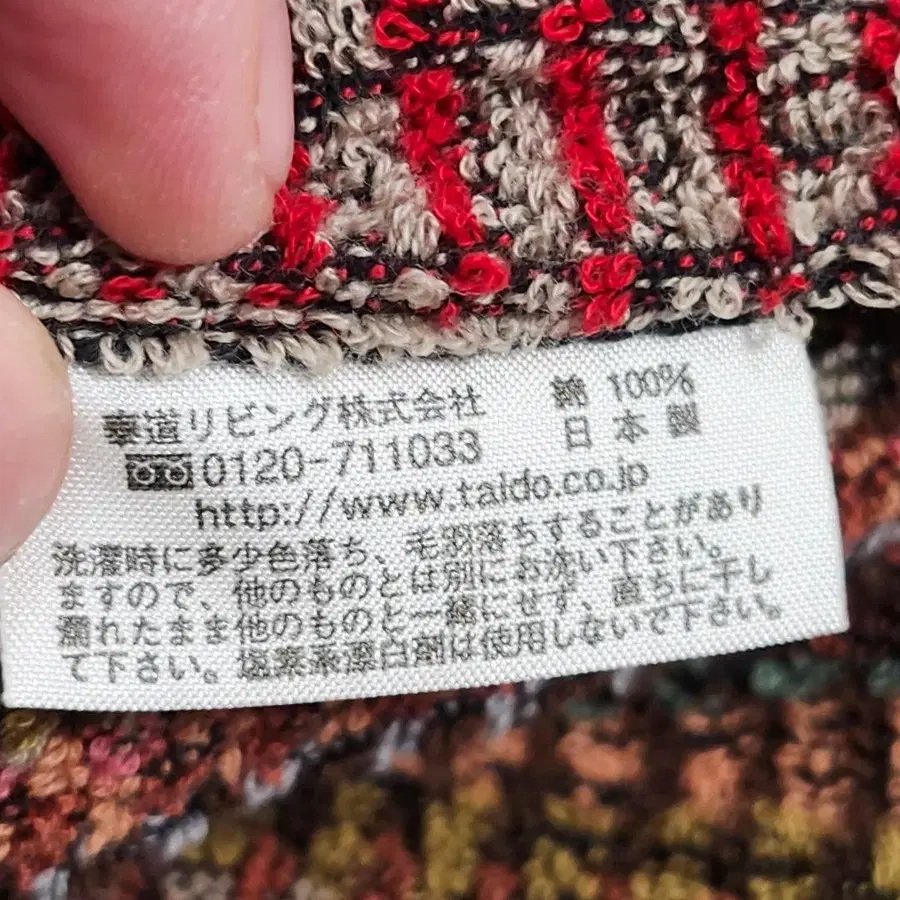 泰道リビング株式会社 綿 100%
0120-711033 日本製
http://www.taido.co.jp
洗濯時に多少色落ち、毛羽落ちすることがあり
ますので、他のものとは別にお洗い下さい。
濡れたまま他のものと一緒にせず、直ちに干し
て下さい。塩素系漂白剤は使用しないで下さい。